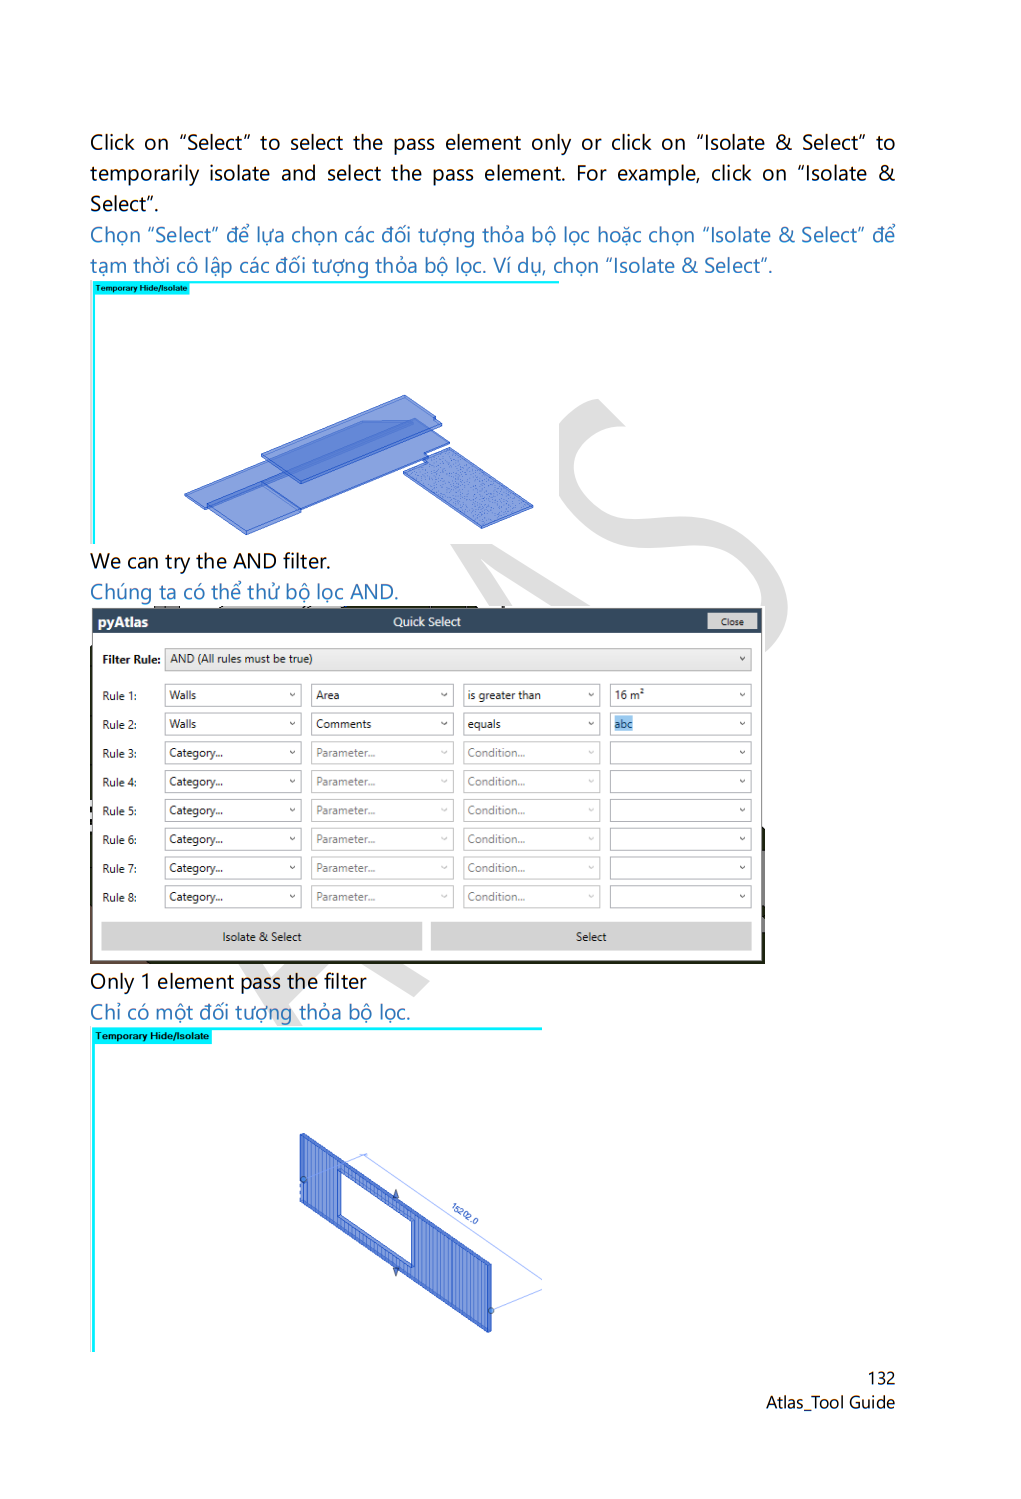 Click on “Select” to select the pass element only or click on “Isolate & Select” to
temporarily isolate and select the pass element. For example, click on “Isolate &
Select”.
Chọn “Select” để lựa chọn các đối tượng thỏa bộ lọc hoặc chọn “Isolate & Select” để
tạm thời cô lập các đối tượng thỏa bộ lọc. Ví dụ, chọn “Isolate & Select”.
Temporary Hide/Isolate
We can try the AND filter.
Chúng ta có thể thử bộ lọc AND.
pyAtlas Quick Select Close
Filter Rule: AND (All rules must be true)
Rule 1: Walls Area is greater than 16 m²
Rule 2: Walls Comments equals abc
Rule 3: Category... Parameter... Condition...
Rule 4: Category... Parameter... Condition...
Rule 5: Category... Parameter... Condition...
Rule 6: Category... Parameter... Condition...
Rule 7: Category... Parameter... Condition...
Rule 8: Category... Parameter... Condition...
Isolate & Select Select
Only 1 element pass the filter
Chỉ có một đối tượng thỏa bộ lọc.
Temporary Hide/Isolate
15202.0
132
Atlas_Tool Guide